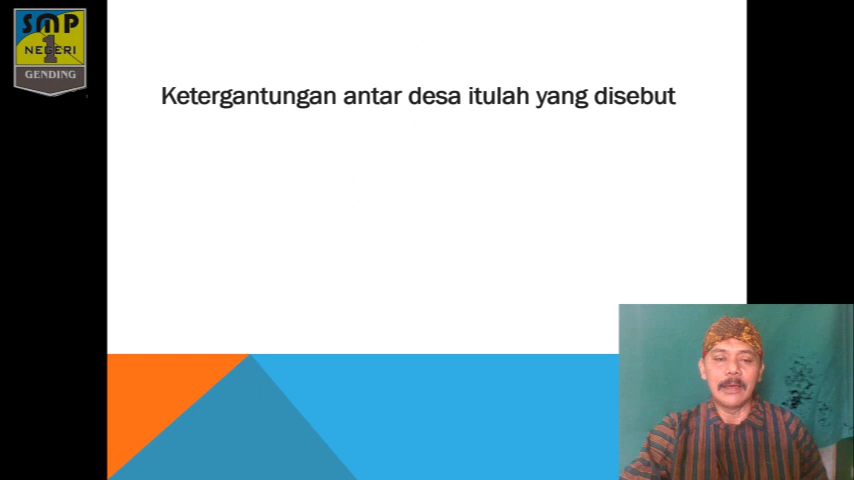 SMP
1
NEGERI
GENDING
Ketergantungan antar desa itulah yang disebut